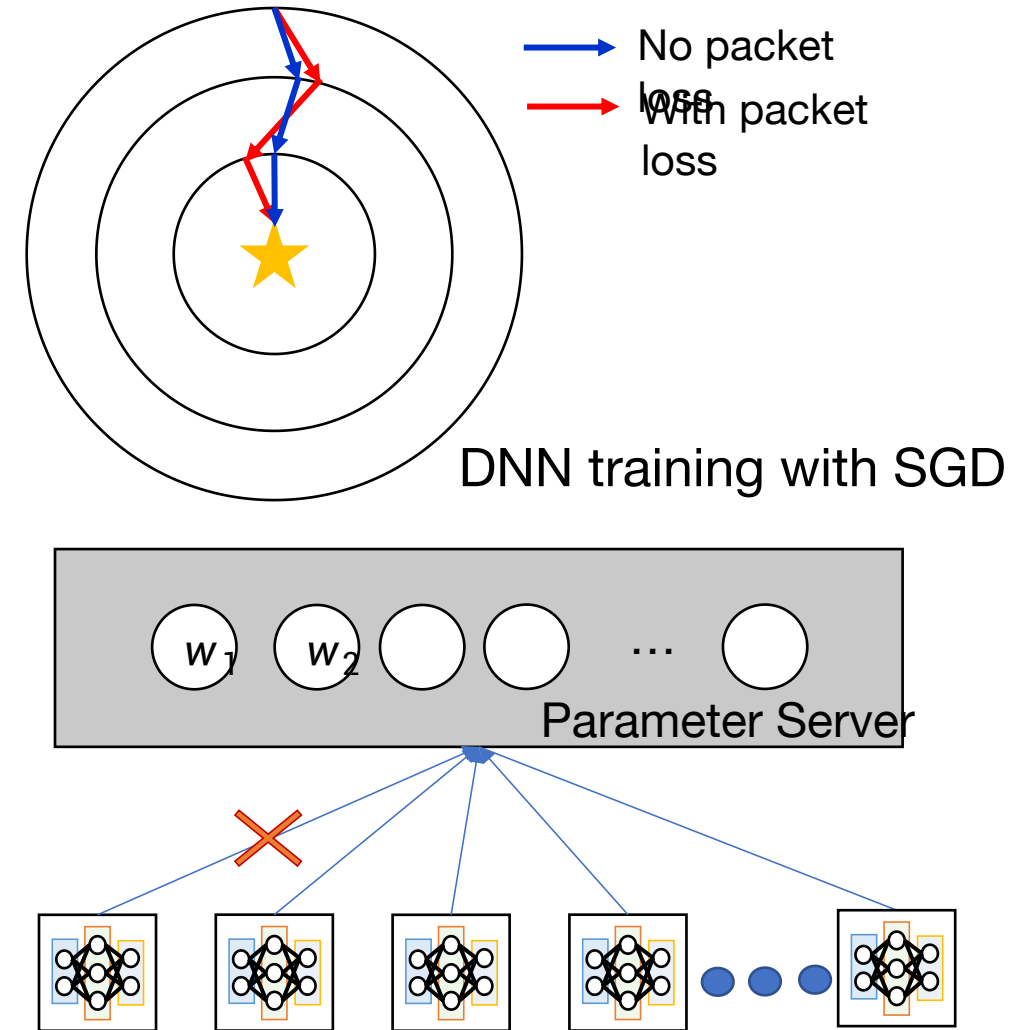 No packet
loss
With packet
loss
DNN training with SGD
w1 w2 ...
Parameter Server